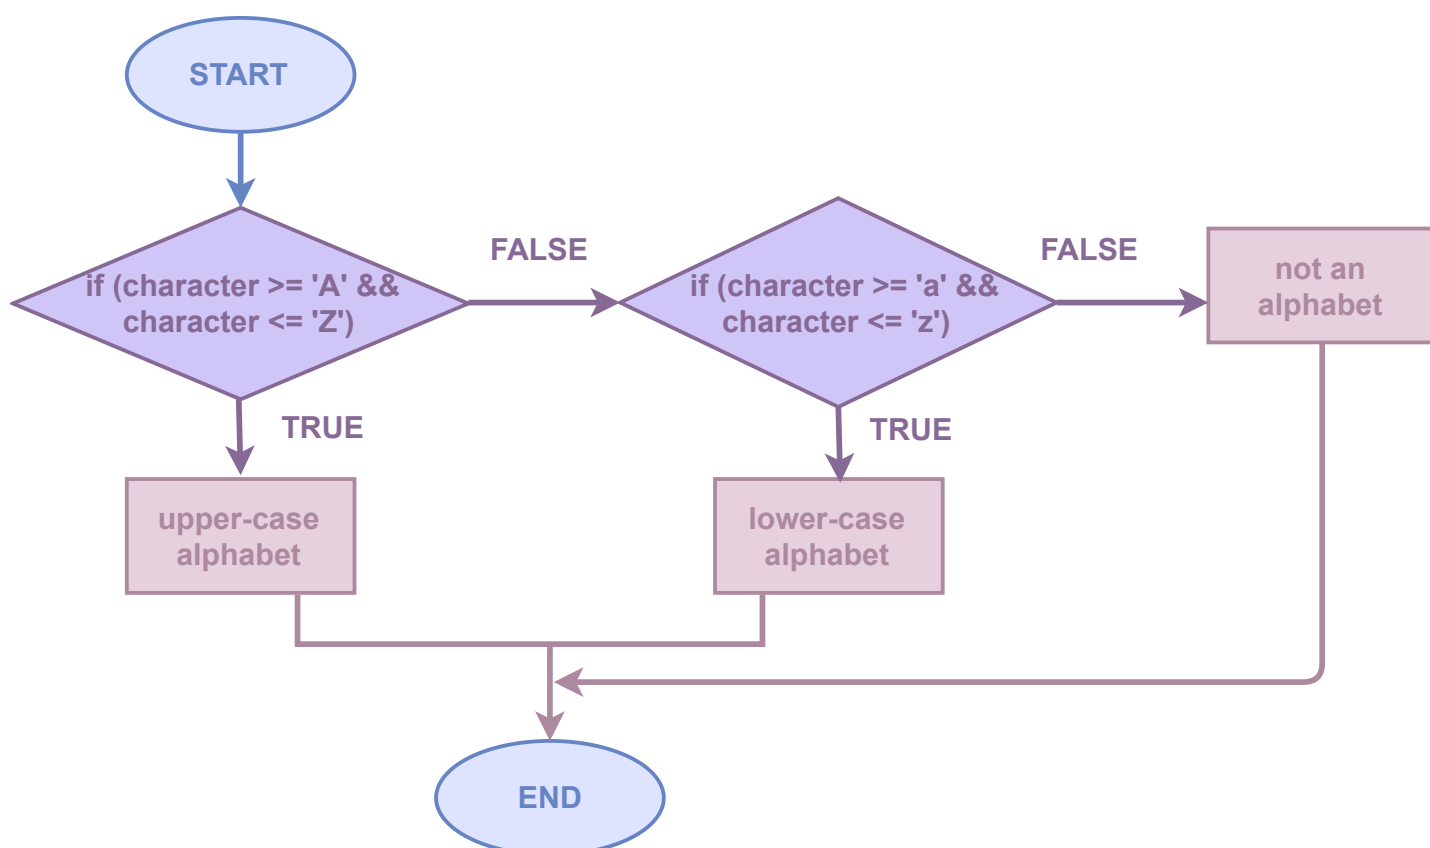 START
if (character >= 'A' &&
character <= 'Z')
FALSE
if (character >= 'a' &&
character <= 'z')
FALSE
not an
alphabet
TRUE
TRUE
upper-case
alphabet
lower-case
alphabet
END